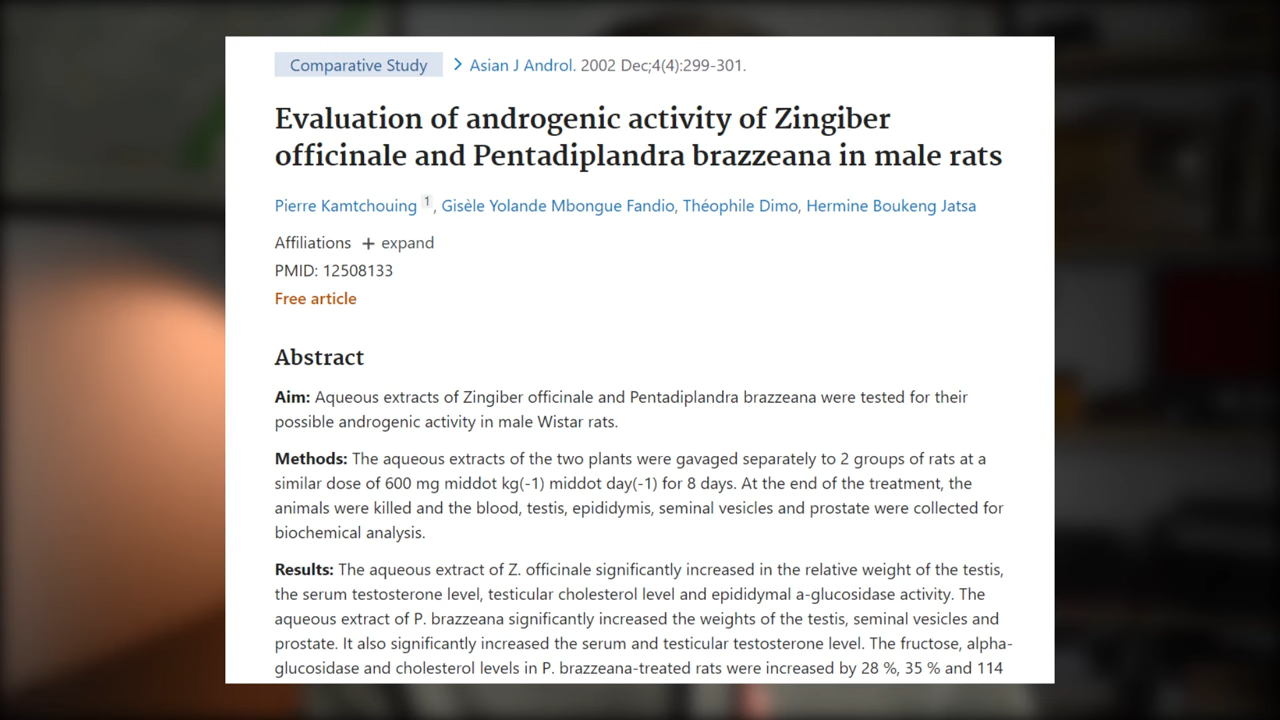 Comparative Study > Asian J Androl. 2002 Dec;4(4):299-301.
Evaluation of androgenic activity of Zingiber
officinale and Pentadiplandra brazzeana in male rats
Pierre Kamtchouing 1, Gisèle Yolande Mbongue Fandio, Théophile Dimo, Hermine Boukeng Jatsa
Affiliations + expand
PMID: 12508133
Free article
Abstract
Aim: Aqueous extracts of Zingiber officinale and Pentadiplandra brazzeana were tested for their
possible androgenic activity in male Wistar rats.
Methods: The aqueous extracts of the two plants were gavaged separately to 2 groups of rats at a
similar dose of 600 mg middot kg(-1) middot day(-1) for 8 days. At the end of the treatment, the
animals were killed and the blood, testis, epididymis, seminal vesicles and prostate were collected for
biochemical analysis.
Results: The aqueous extract of Z. officinale significantly increased in the relative weight of the testis,
the serum testosterone level, testicular cholesterol level and epididymal a-glucosidase activity. The
aqueous extract of P. brazzeana significantly increased the weights of the testis, seminal vesicles and
prostate. It also significantly increased the serum and testicular testosterone level. The fructose, alpha-
glucosidase and cholesterol levels in P. brazzeana-treated rats were increased by 28 %, 35 % and 114